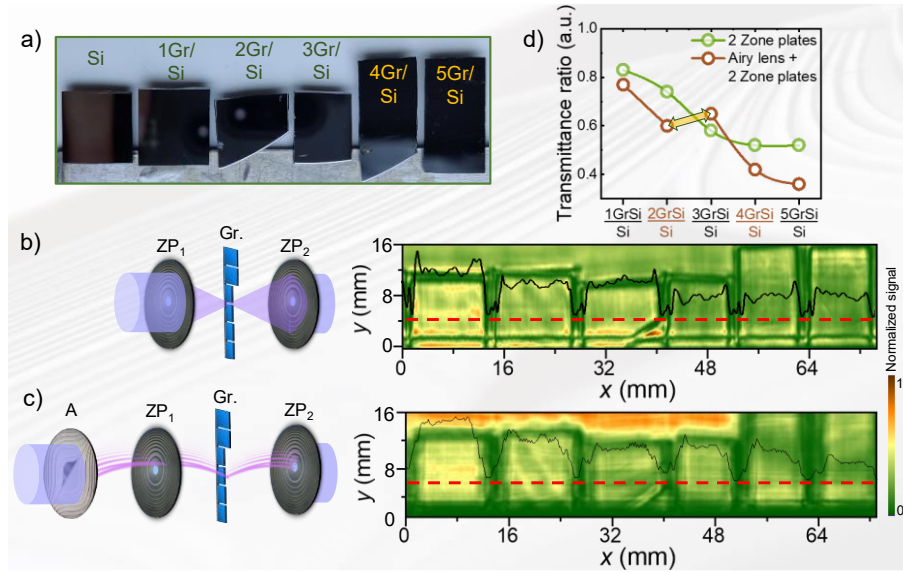 a)
Si
1Gr/
Si
2Gr/
Si
3Gr/
Si
4Gr/
Si
5Gr/
Si
d)
Transmittance ratio (a.u.)
1.0
0.8
0.6
0.4
2 Zone plates
Airy lens +
2 Zone plates
1GrSi
Si
2GrSi
Si
3GrSi
Si
4GrSi
Si
5GrSi
Si
b)
ZP1
Gr.
ZP2
y (mm)
16
8
0
0
16
32
48
64
x (mm)
c)
A
ZP1
Gr.
ZP2
y (mm)
16
8
0
0
16
32
48
64
x (mm)
Normalized signal
1
0